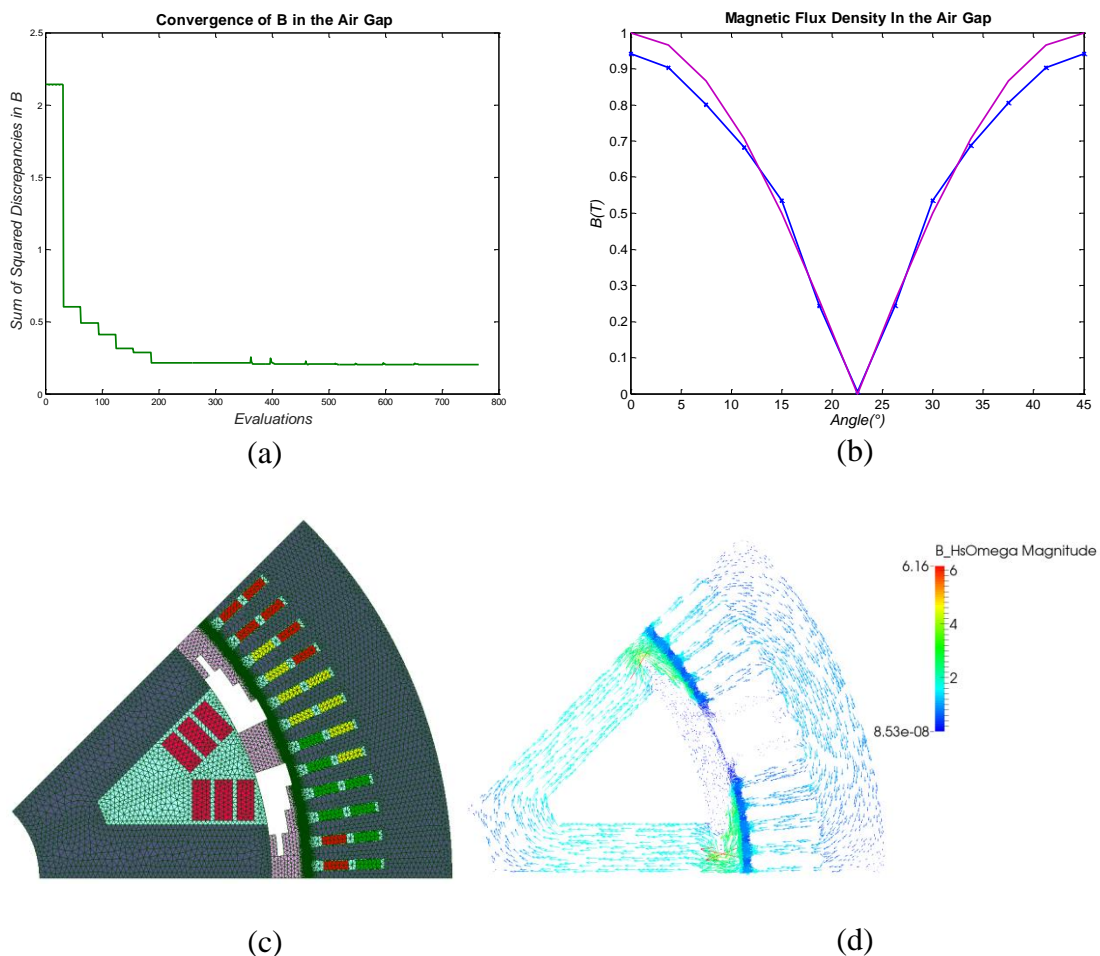 Convergence of B in the Air Gap
Sum of Squared Discrepancies in B
2.5
2
1.5
1
0.5
0
0 100 200 300 400 500 600 700 800
Evaluations
(a)
Magnetic Flux Density In the Air Gap
B(T)
1
0.9
0.8
0.7
0.6
0.5
0.4
0.3
0.2
0.1
0
0 5 10 15 20 25 30 35 40 45
Angle(°)
(b)
(c)
B_HsOmega Magnitude
6.16 6
4
2
8.53e-08
(d)